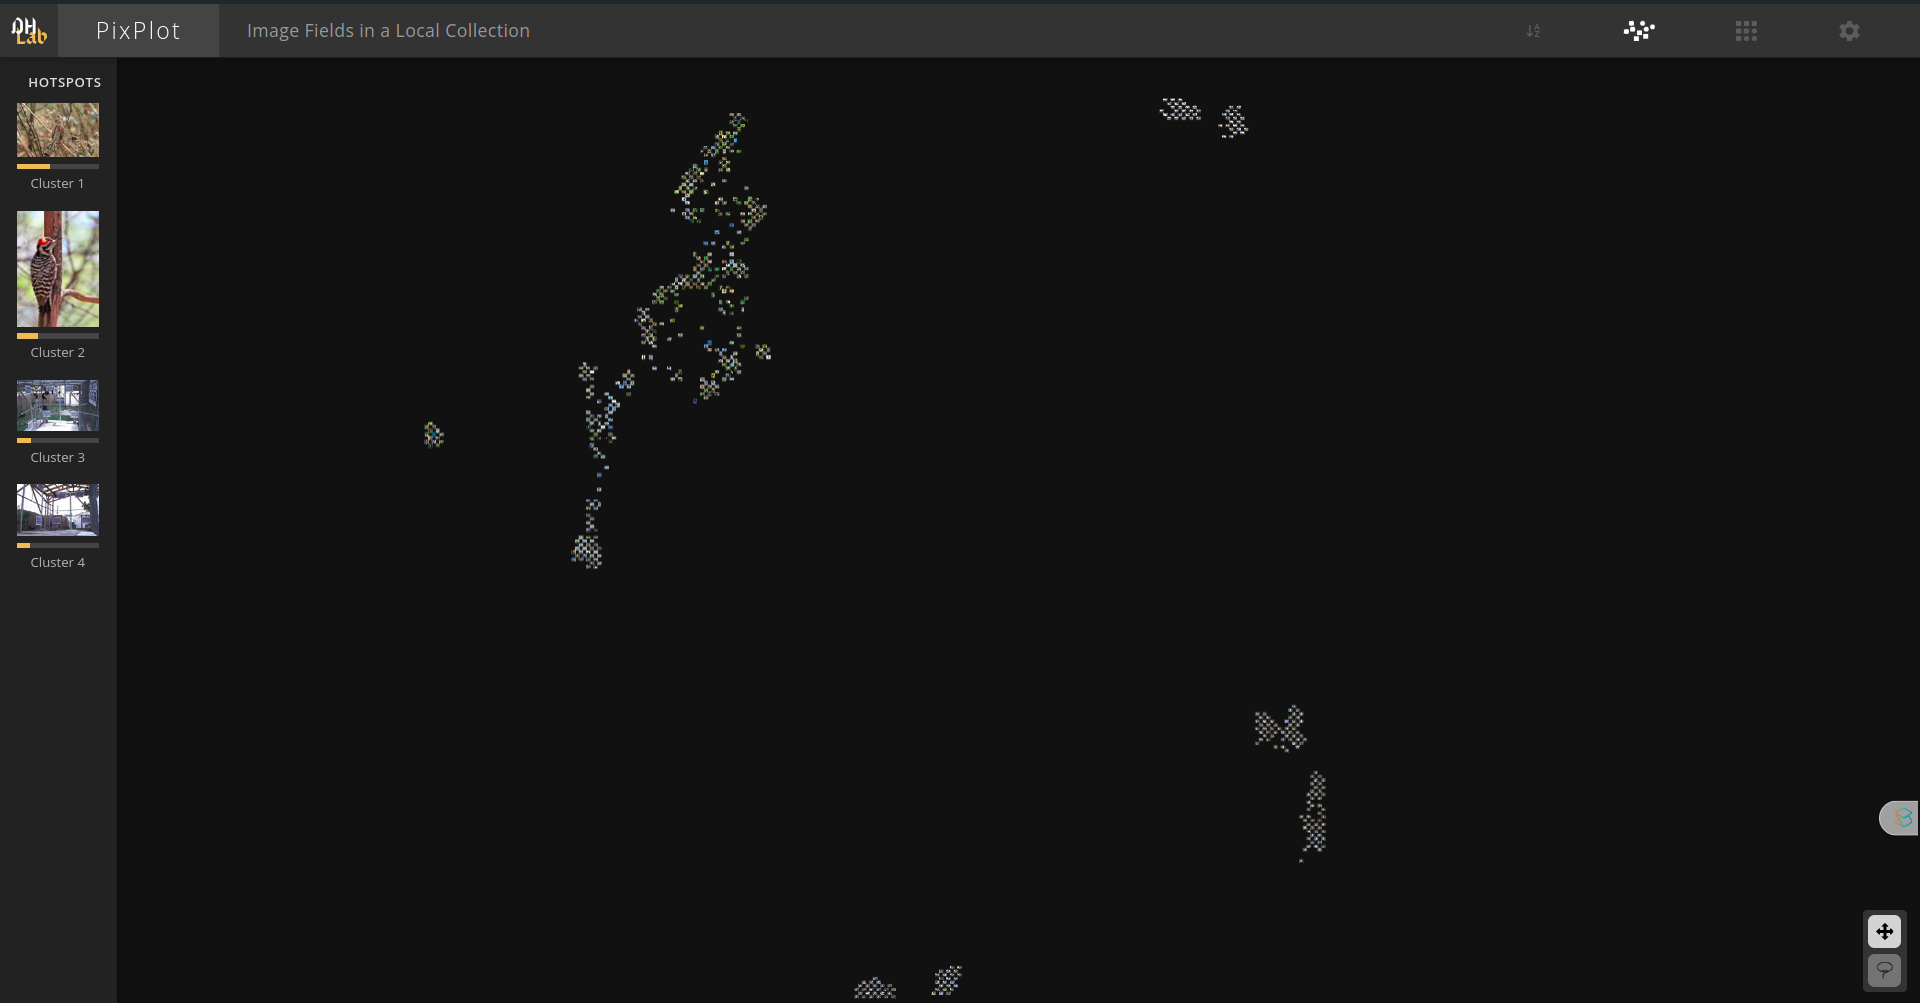 DH
Lab
PixPlot
Image Fields in a Local Collection
HOTSPOTS
Cluster 1
Cluster 2
Cluster 3
Cluster 4